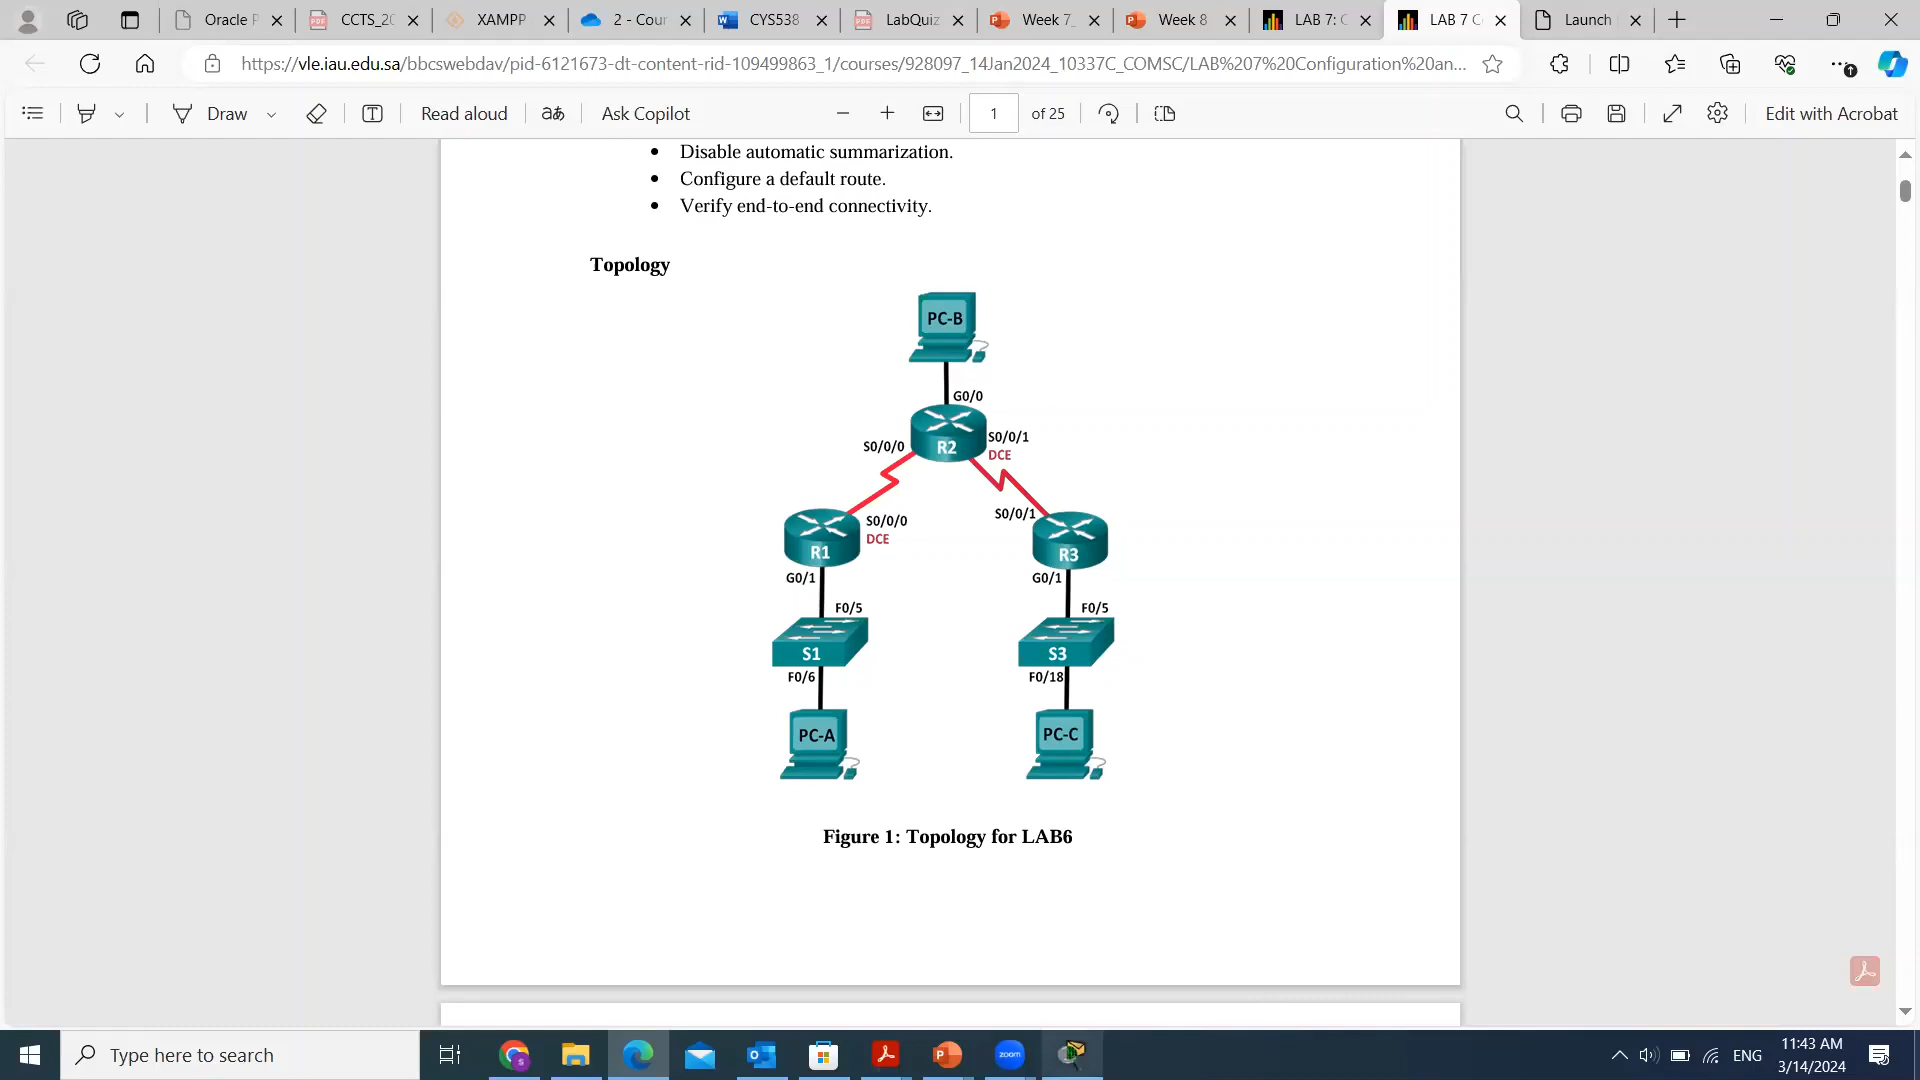 Oracle P
CCTS_20
XAMPP
2 - Cour
CYS538
LabQuiz
Week 7_
Week 8
LAB 7: C
LAB 7 C
Launch
https://vle.iau.edu.sa/bbcswebdav/pid-6121673-dt-content-rid-109499863_1/courses/928097_14Jan2024_10337C_COMSC/LAB%207%20Configuration%20an...
Draw
Read aloud
aあ
Ask Copilot
1
of 25
Edit with Acrobat
• Disable automatic summarization.
• Configure a default route.
• Verify end-to-end connectivity.
Topology
PC-B
G0/0
R2
S0/0/0
S0/0/1
DCE
S0/0/0
DCE
S0/0/1
R1
R3
G0/1
G0/1
F0/5
F0/5
S1
S3
F0/6
F0/18
PC-A
PC-C
Figure 1: Topology for LAB6
Type here to search
zoom
ENG
11:43 AM
3/14/2024